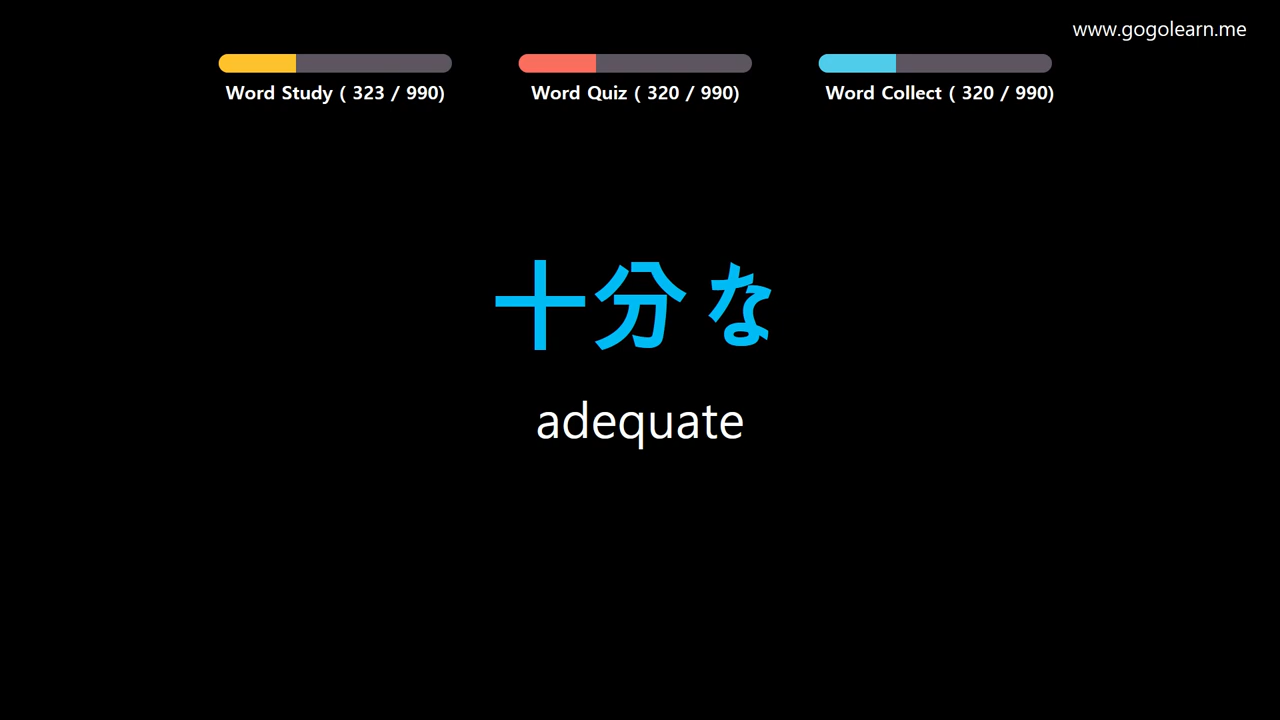 www.gogolearn.me
Word Study ( 323 / 990)
Word Quiz ( 320 / 990)
Word Collect ( 320 / 990)
十分な
adequate